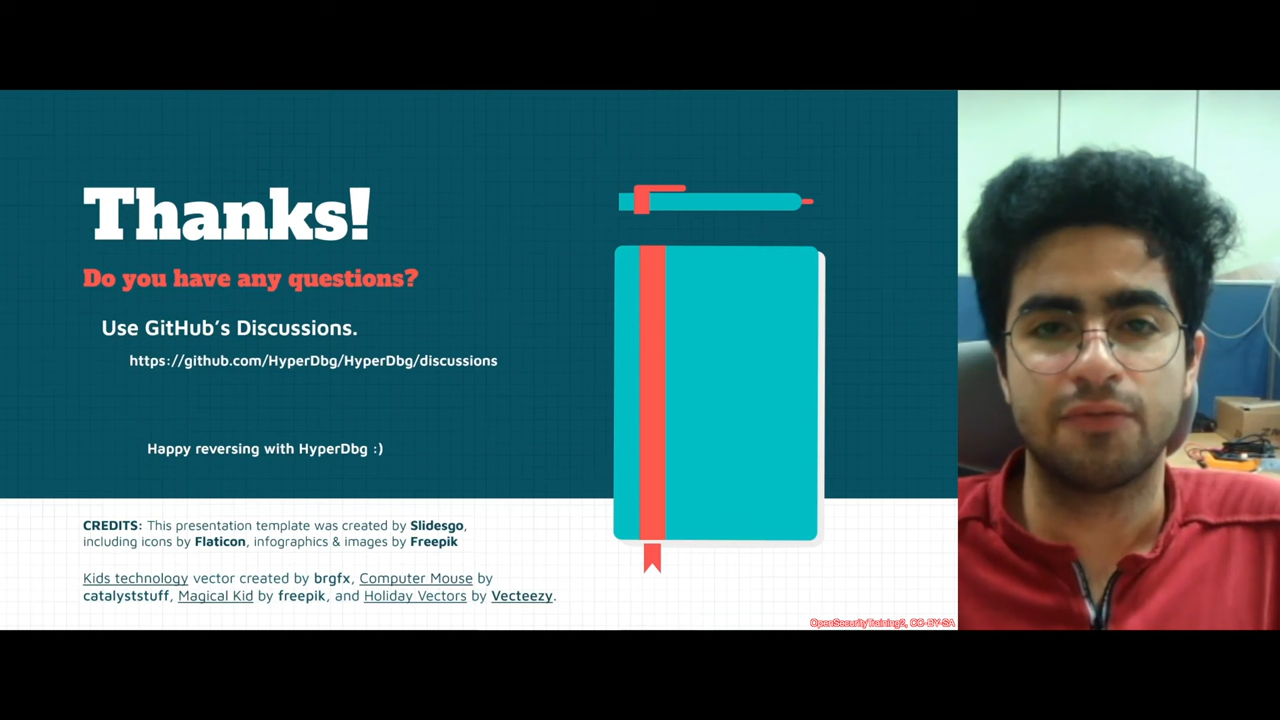 Thanks!
Do you have any questions?
Use GitHub’s Discussions.
https://github.com/HyperDbg/HyperDbg/discussions
Happy reversing with HyperDbg :)
CREDITS: This presentation template was created by Slidesgo,
including icons by Flaticon, infographics & images by Freepik
Kids technology vector created by brgfx, Computer Mouse by
catalyststuff, Magical Kid by freepik, and Holiday Vectors by Vecteezy.
OpenSecurityTraining2, CC-BY-SA